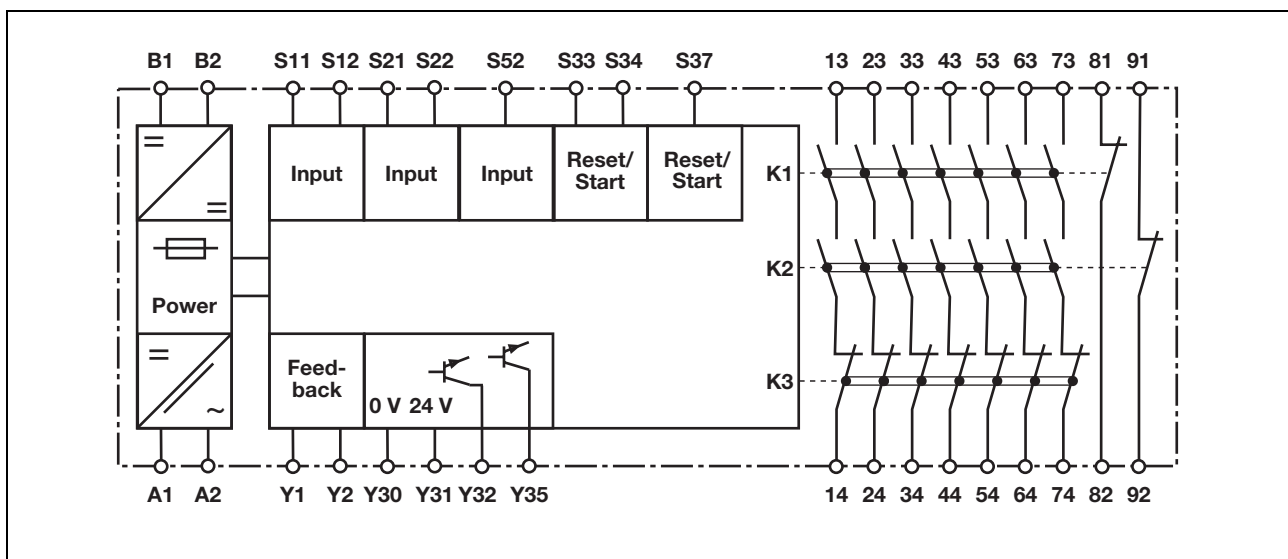 B1 B2 S11 S12 S21 S22 S52 S33 S34 S37 13 23 33 43 53 63 73 81 91
Input Input Input Reset/ Reset/
Start Start
K1
K2
Power
Feed-
back
K3
0 V 24 V
~
A1 A2 Y1 Y2 Y30 Y31 Y32 Y35 14 24 34 44 54 64 74 82 92